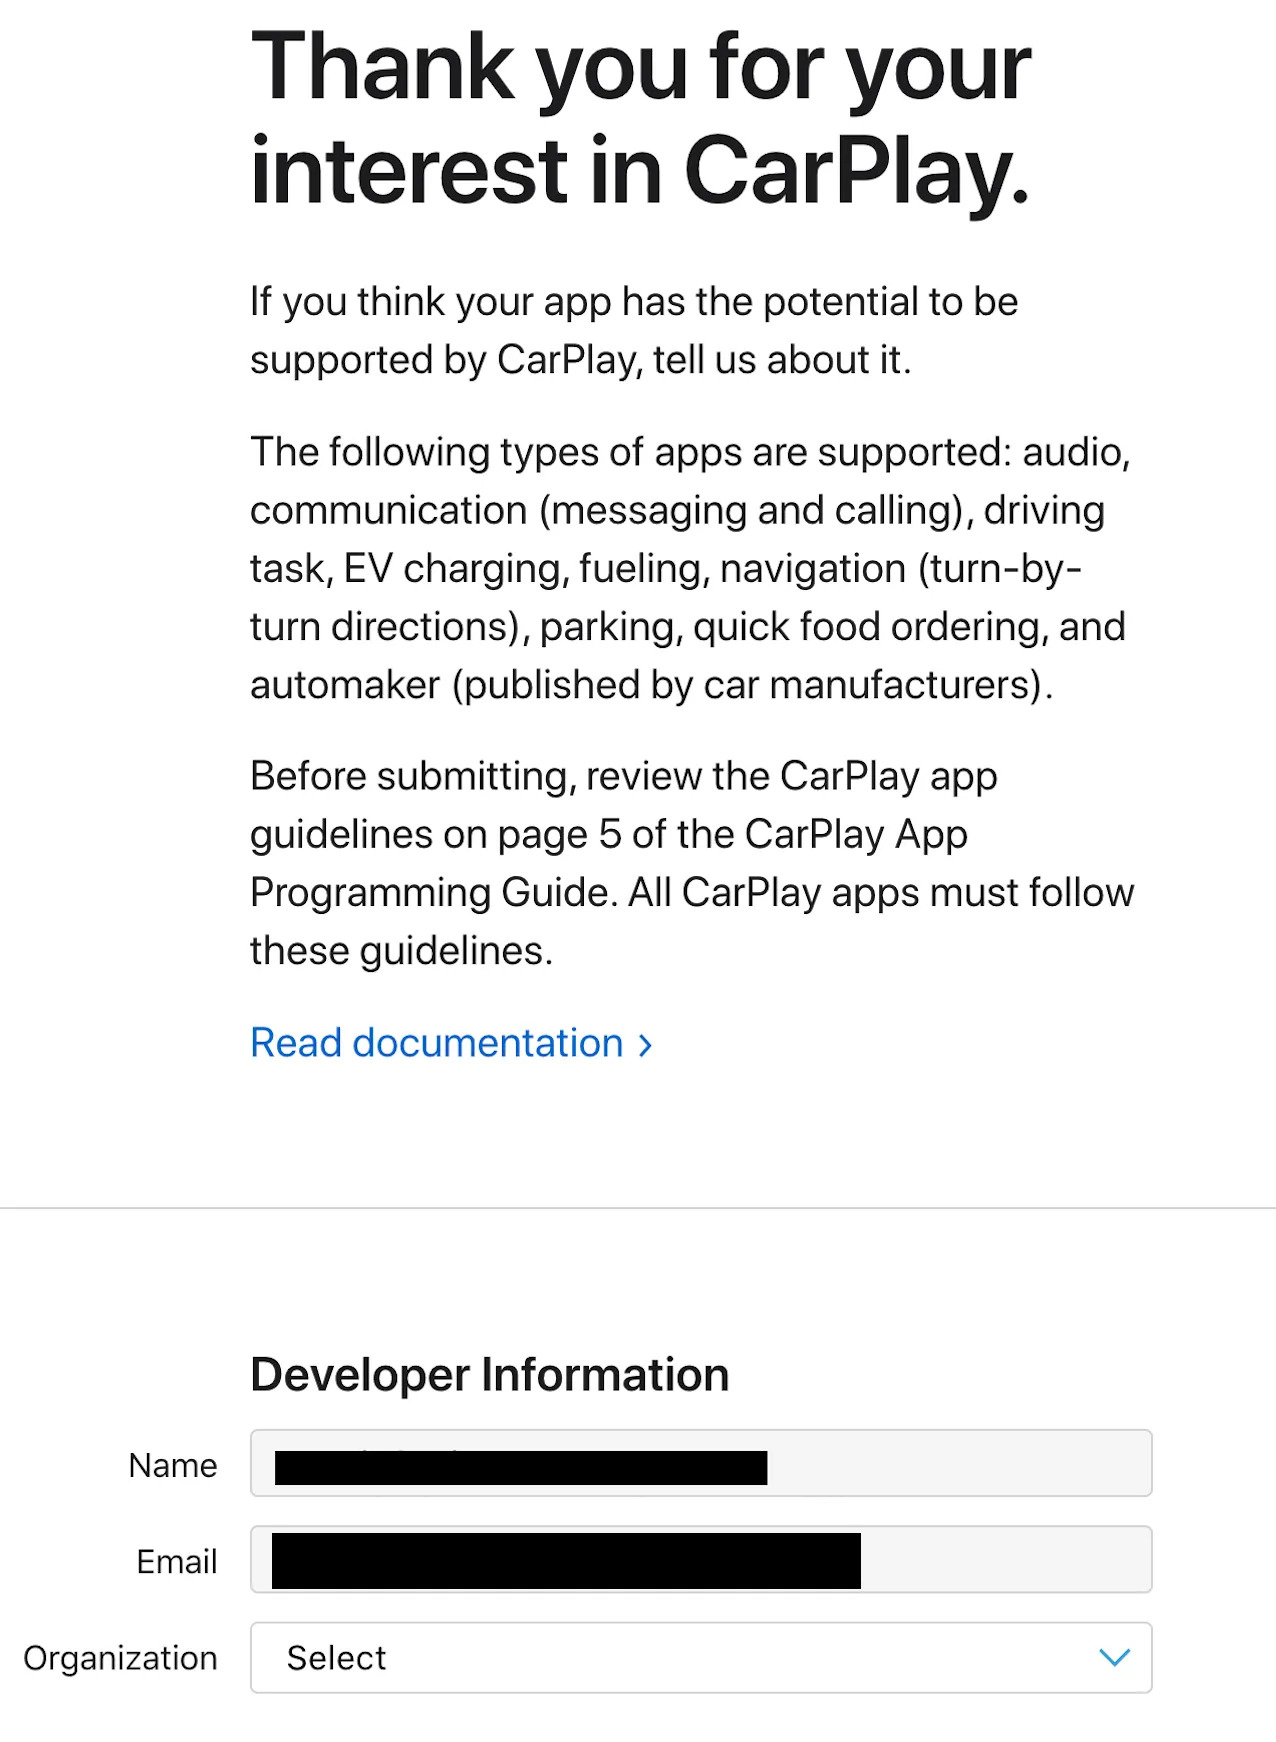 Thank you for your
interest in CarPlay.
If you think your app has the potential to be
supported by CarPlay, tell us about it.
The following types of apps are supported: audio,
communication (messaging and calling), driving
task, EV charging, fueling, navigation (turn-by-
turn directions), parking, quick food ordering, and
automaker (published by car manufacturers).
Before submitting, review the CarPlay app
guidelines on page 5 of the CarPlay App
Programming Guide. All CarPlay apps must follow
these guidelines.
Read documentation >
Developer Information
Name
Email
Organization Select